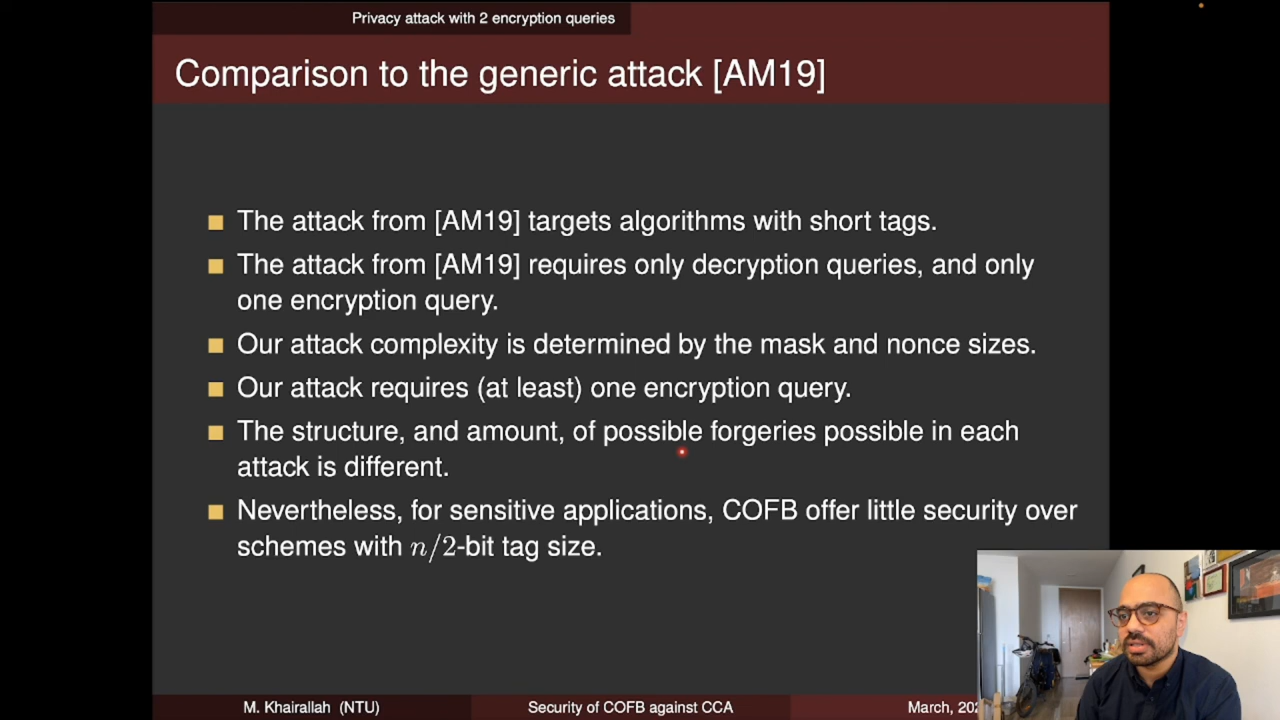 Privacy attack with 2 encryption queries
Comparison to the generic attack [AM19]
The attack from [AM19] targets algorithms with short tags.
The attack from [AM19] requires only decryption queries, and only
one encryption query.
Our attack complexity is determined by the mask and nonce sizes.
Our attack requires (at least) one encryption query.
The structure, and amount, of possible forgeries possible in each
attack is different.
Nevertheless, for sensitive applications, COFB offer little security over
schemes with n/2-bit tag size.
M. Khairallah (NTU)
Security of COFB against CCA
March,